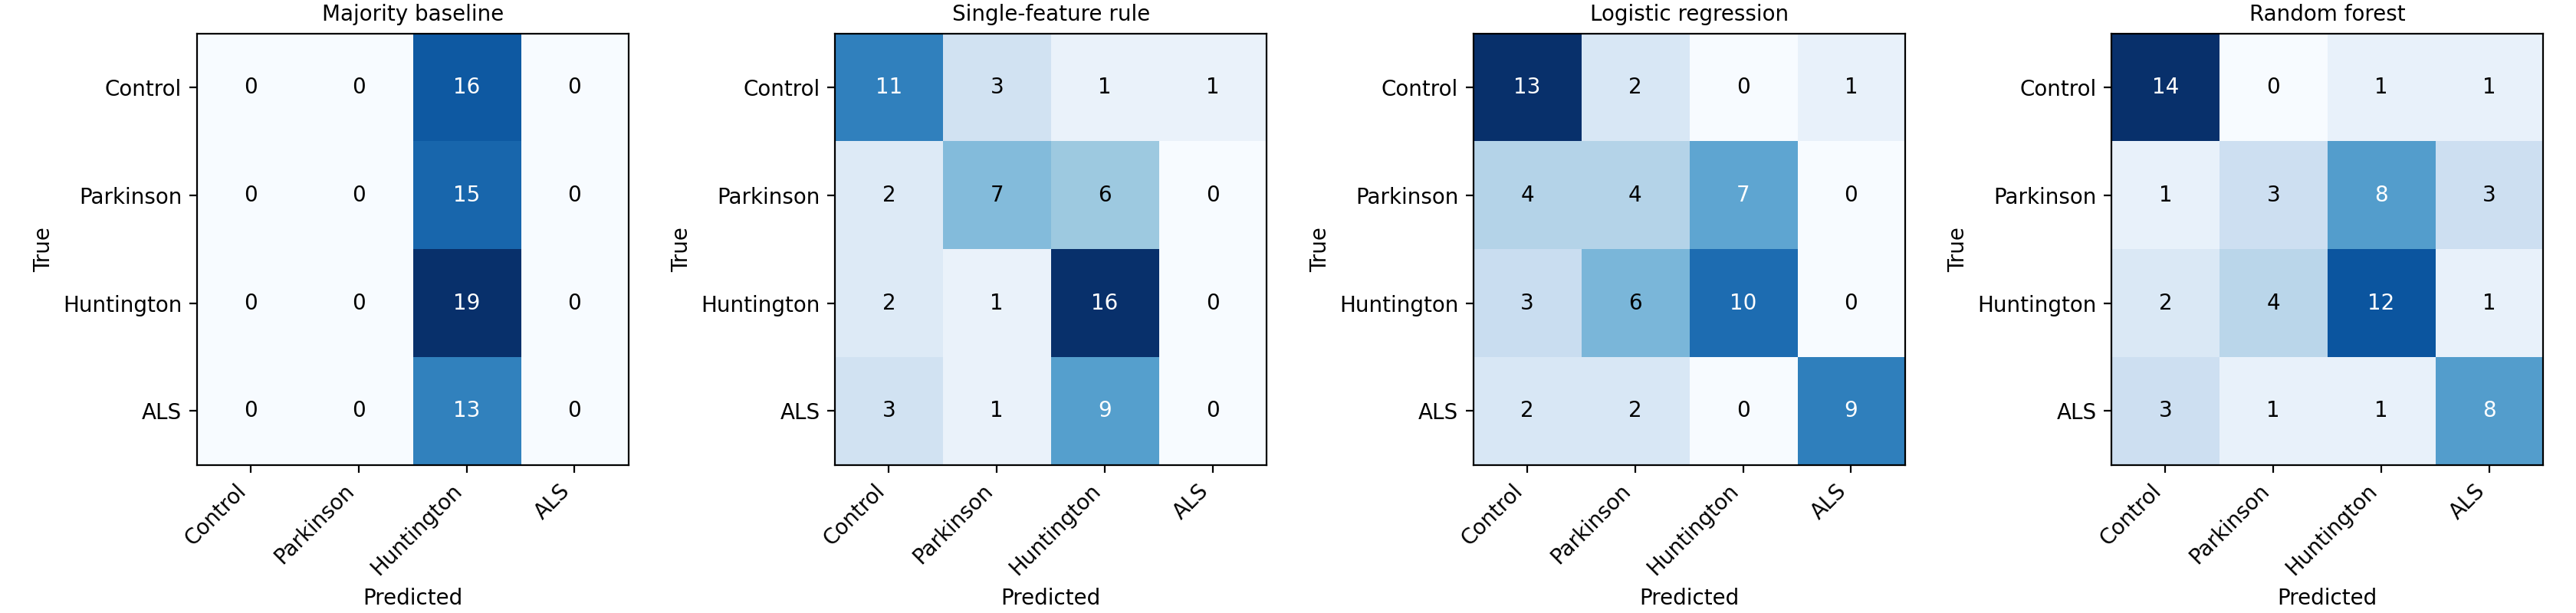 Majority baseline
True
Control 0 0 16 0
Parkinson 0 0 15 0
Huntington 0 0 19 0
ALS 0 0 13 0
Control Parkinson Huntington ALS
Predicted
Single-feature rule
True
Control 11 3 1 1
Parkinson 2 7 6 0
Huntington 2 1 16 0
ALS 3 1 9 0
Control Parkinson Huntington ALS
Predicted
Logistic regression
True
Control 13 2 0 1
Parkinson 4 4 7 0
Huntington 3 6 10 0
ALS 2 2 0 9
Control Parkinson Huntington ALS
Predicted
Random forest
True
Control 14 0 1 1
Parkinson 1 3 8 3
Huntington 2 4 12 1
ALS 3 1 1 8
Control Parkinson Huntington ALS
Predicted